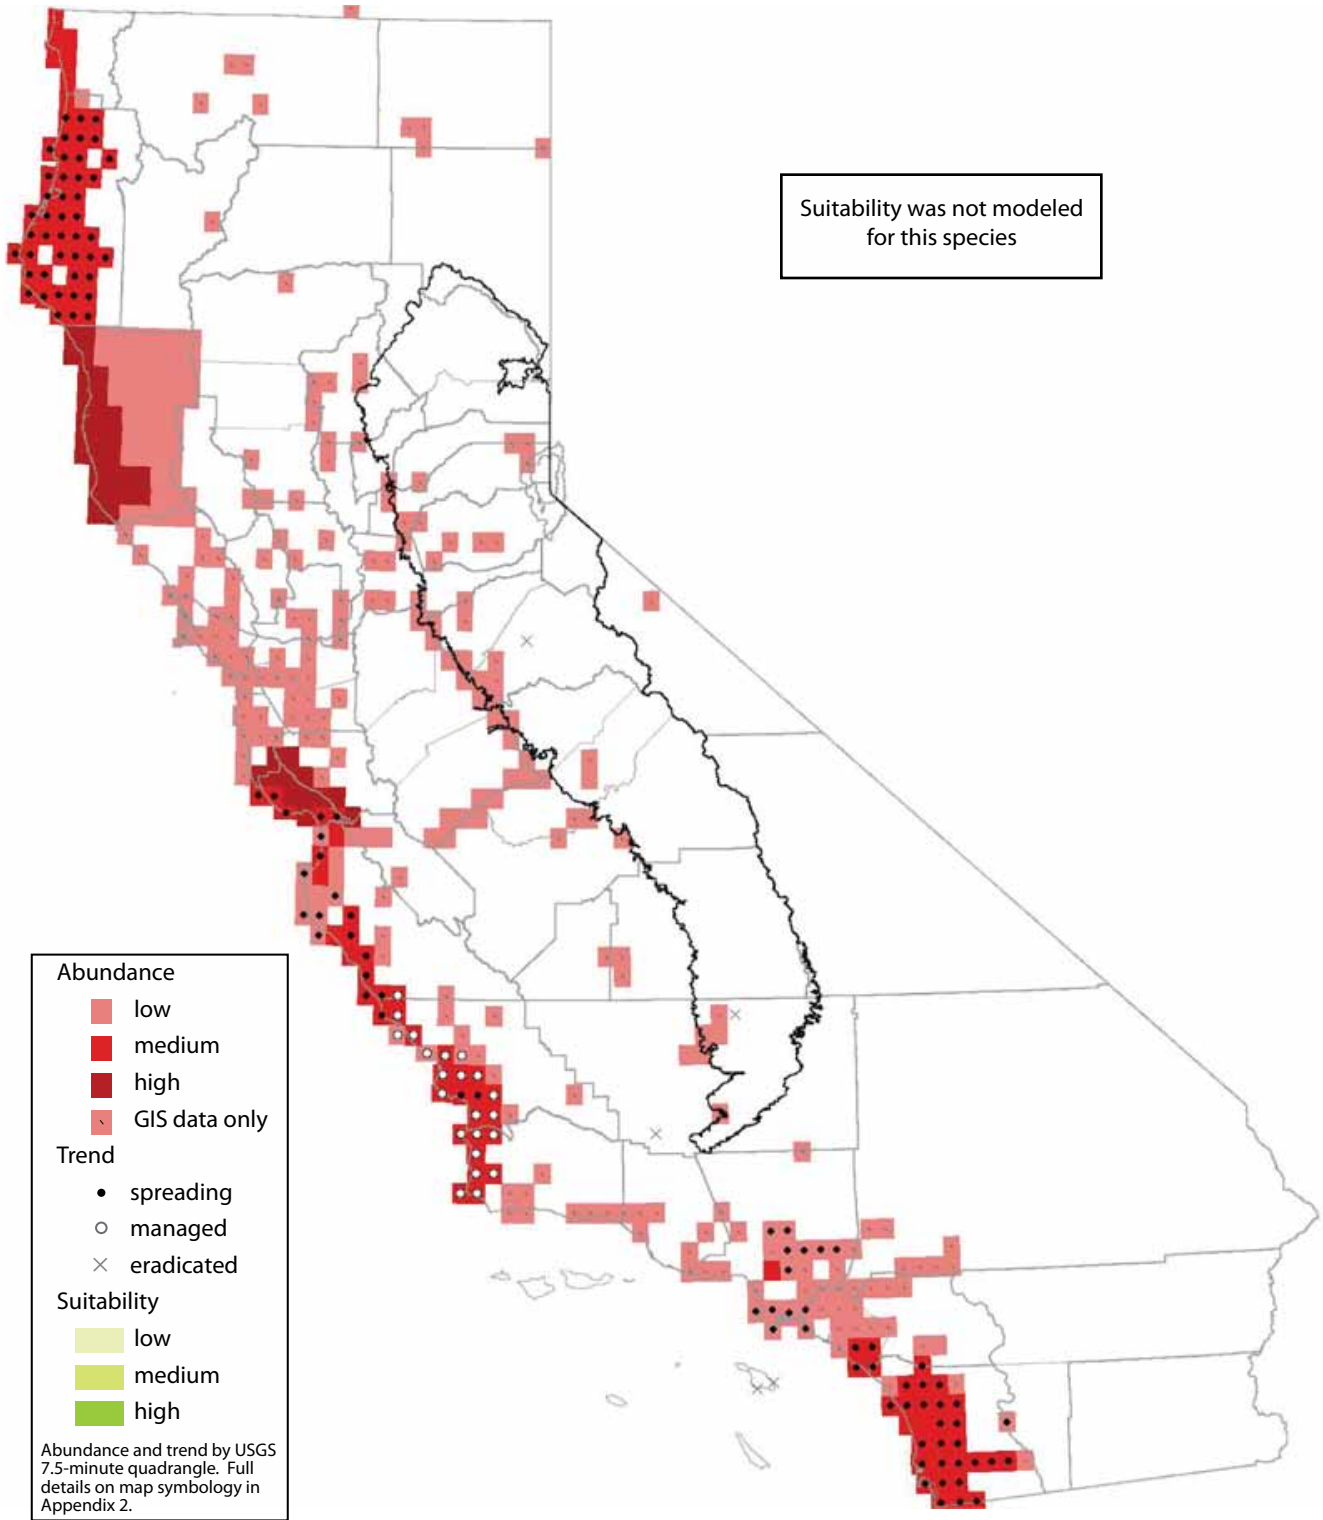 Suitability was not modeled
for this species
Abundance
low
medium
high
GIS data only
Trend
spreading
managed
eradicated
Suitability
low
medium
high
Abundance and trend by USGS
7.5-minute quadrangle.  Full
details on map symbology in
Appendix 2.